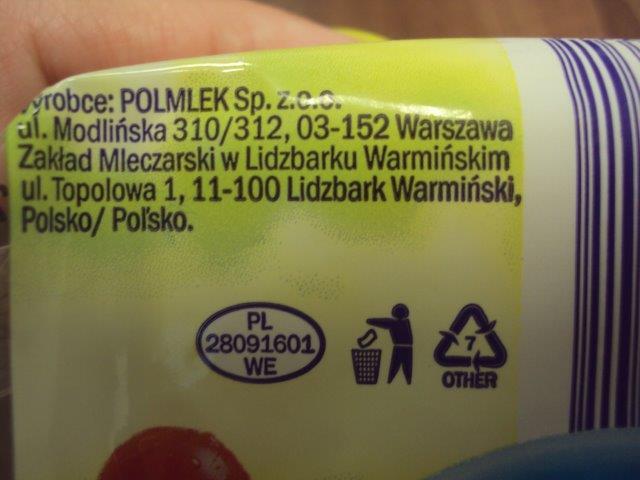 Výrobce: POLMLEK Sp. z.o.o.
ul. Modlińska 310/312, 03-152 Warszawa
Zakład Mleczarski w Lidzbarku Warmińskim
ul. Topolowa 1, 11-100 Lidzbark Warmiński,
Polsko/ Poľsko.
PL
28091601
WE
7
OTHER